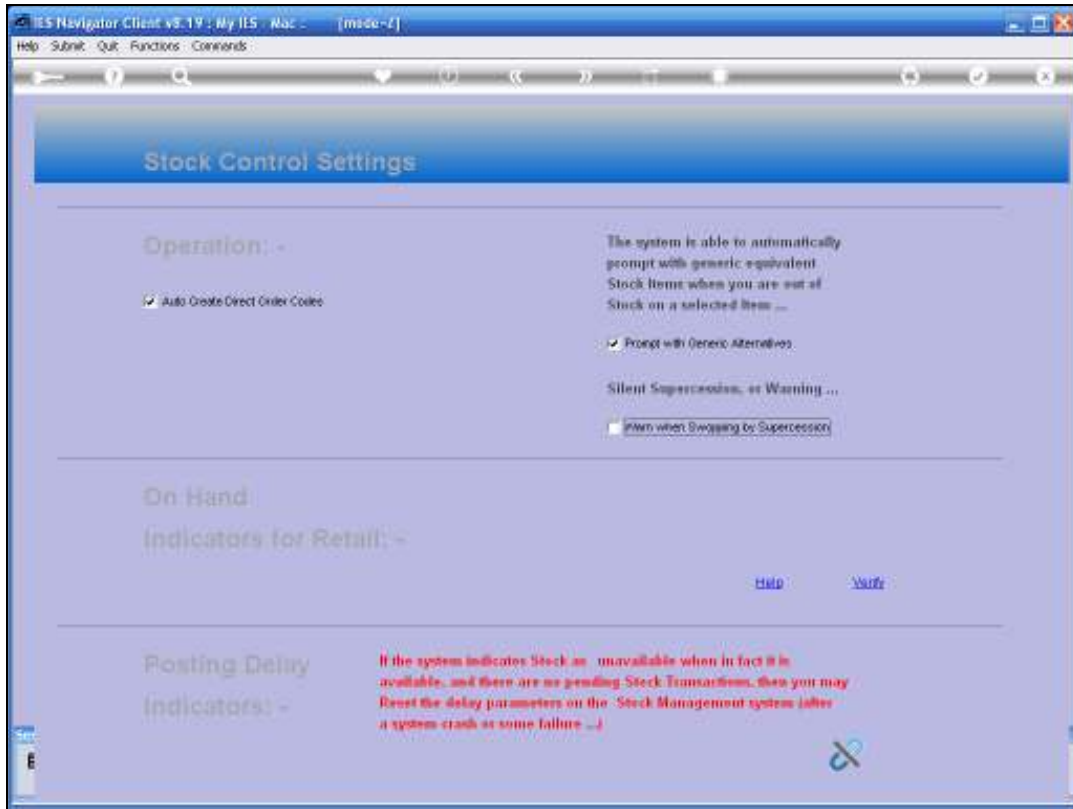 IES Navigator Client v8.19 : My IES - Mac : [mode=L]
Help Submit Quit Functions Commands
Stock Control Settings
Operation: -
Auto Create Direct Order Codes
The system is able to automatically
prompt with generic equivalent
Stock Items when you are out of
Stock on a selected Item ...
Prompt with Generic Alternatives
Silent Supercession, or Warning ...
Warn when Swapping by Supercession
On Hand
Indicators for Retail: -
Help Verify
Posting Delay
Indicators: -
If the system indicates Stock as unavailable when in fact it is
available, and there are no pending Stock Transactions, then you may
Reset the delay parameters on the Stock Management system (after
a system crash or some failure ...)